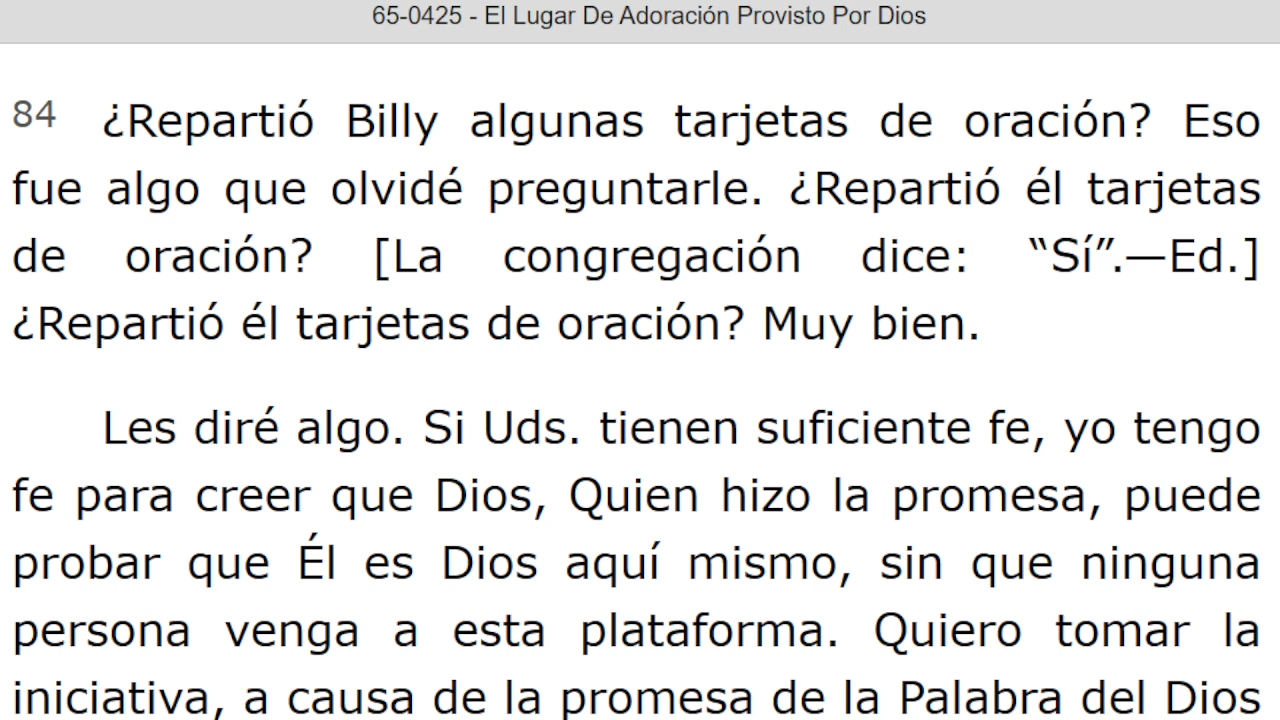 65-0425 - El Lugar De Adoración Provisto Por Dios
84 ¿Repartió Billy algunas tarjetas de oración? Eso
fue algo que olvidé preguntarle. ¿Repartió él tarjetas
de oración? [La congregación dice: “Sí”.—Ed.]
¿Repartió él tarjetas de oración? Muy bien.
Les diré algo. Si Uds. tienen suficiente fe, yo tengo
fe para creer que Dios, Quien hizo la promesa, puede
probar que Él es Dios aquí mismo, sin que ninguna
persona venga a esta plataforma. Quiero tomar la
iniciativa, a causa de la promesa de la Palabra del Dios